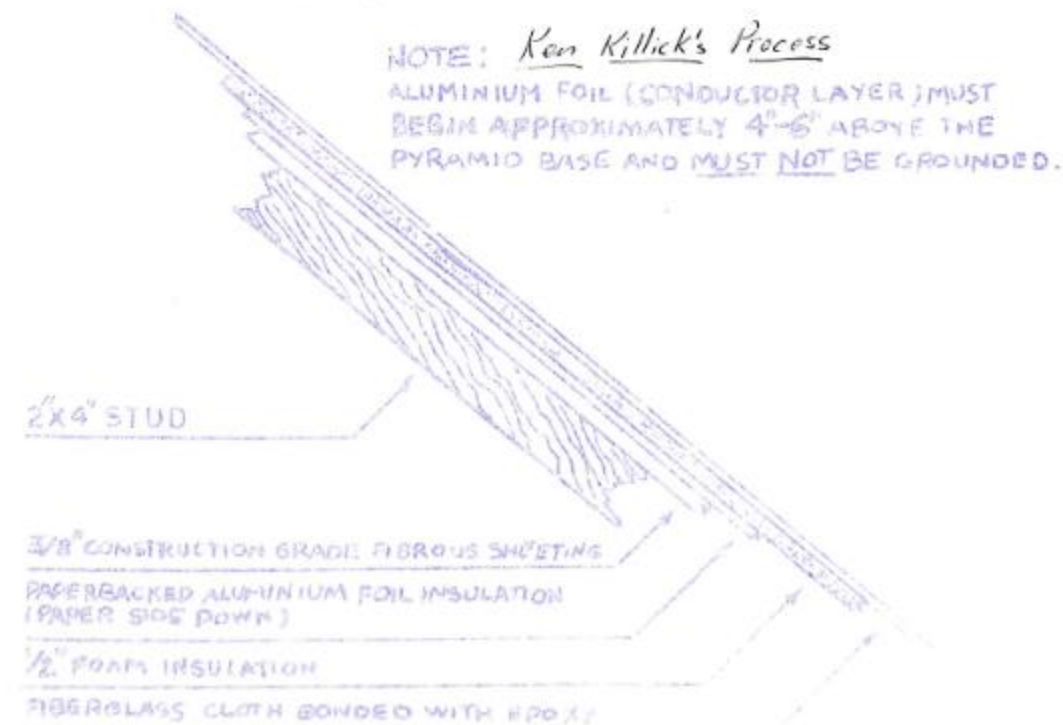 NOTE: Ken Killick's Process
ALUMINIUM FOIL (CONDUCTOR LAYER) MUST
BEGIN APPROXIMATELY 4"-6" ABOVE THE
PYRAMID BASE AND MUST NOT BE GROUNDED.
2"X4" STUD
3/8" CONSTRUCTION GRADE FIBROUS SHEETING
PAPERBACKED ALUMINIUM FOIL INSULATION
(PAPER SIDE DOWN)
1/2" FOAM INSULATION
FIBERGLASS CLOTH BONDED WITH EPOXY